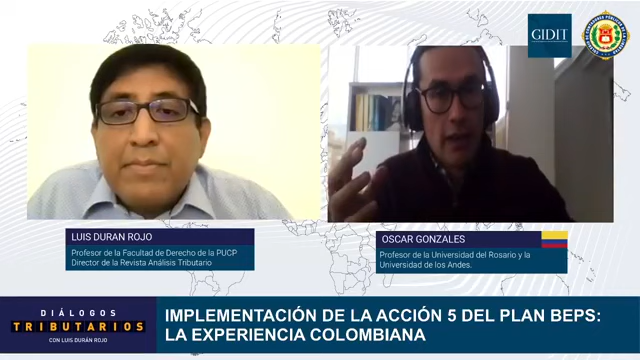 GIDIT
LUIS DURAN ROJO
Profesor de la Facultad de Derecho de la PUCP
Director de la Revista Análisis Tributario
OSCAR GONZALES
Profesor de la Universidad del Rosario y la
Universidad de los Andes.
DIÁLOGOS
TRIBUTARIOS
CON LUIS DURÁN ROJO
IMPLEMENTACIÓN DE LA ACCIÓN 5 DEL PLAN BEPS:
LA EXPERIENCIA COLOMBIANA